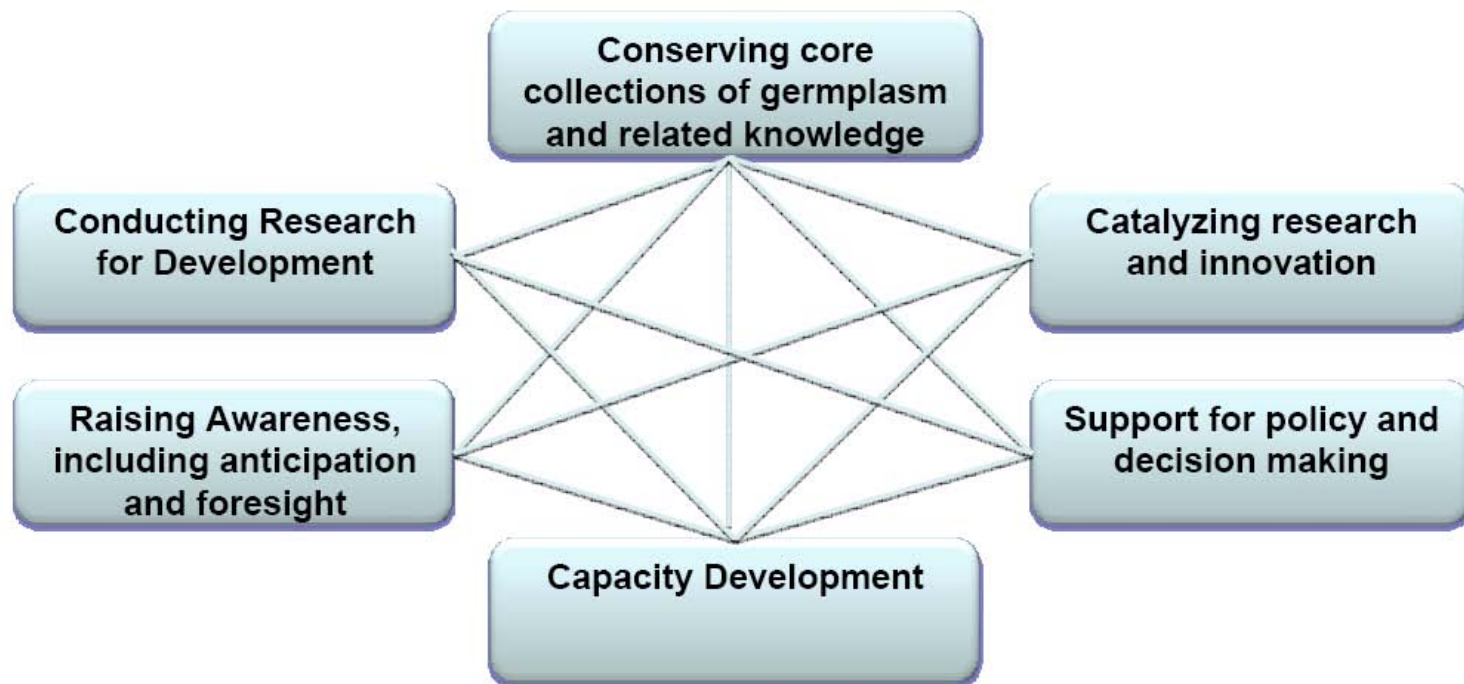 Conserving core
collections of germplasm
and related knowledge
Conducting Research
for Development
Catalyzing research
and innovation
Raising Awareness,
including anticipation
and foresight
Support for policy and
decision making
Capacity Development